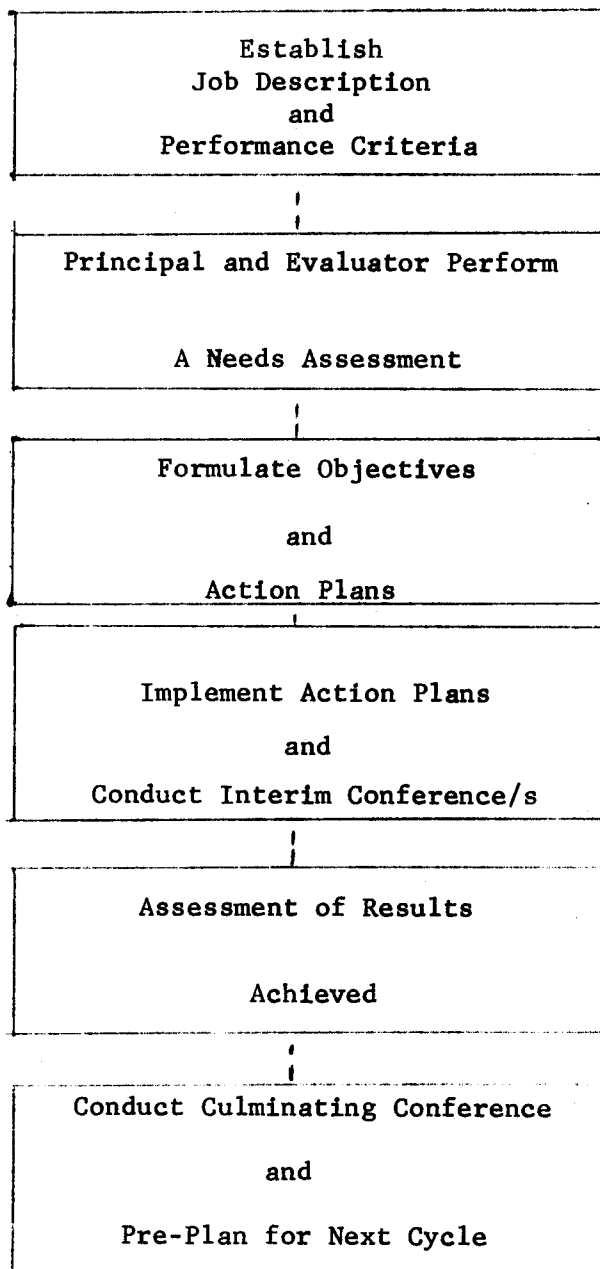 Establish
Job Description
and
Performance Criteria
Principal and Evaluator Perform
A Needs Assessment
Formulate Objectives
and
Action Plans
Implement Action Plans
and
Conduct Interim Conference/s
Assessment of Results
Achieved
Conduct Culminating Conference
and
Pre-Plan for Next Cycle